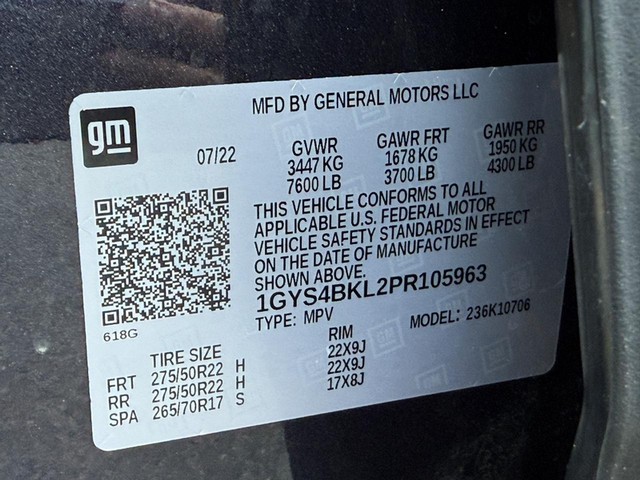 gm
MFD BY GENERAL MOTORS LLC
07/22
GVWR GAWR FRT GAWR RR
3447 KG 1678 KG 1950 KG
7600 LB 3700 LB 4300 LB
THIS VEHICLE CONFORMS TO ALL
APPLICABLE U.S. FEDERAL MOTOR
VEHICLE SAFETY STANDARDS IN EFFECT
ON THE DATE OF MANUFACTURE
SHOWN ABOVE.
1GYS4BKL2PR105963
TYPE: MPV MODEL: 236K10706
618G
TIRE SIZE RIM
FRT 275/50R22 H 22X9J
RR 275/50R22 H 22X9J
SPA 265/70R17 S 17X8J